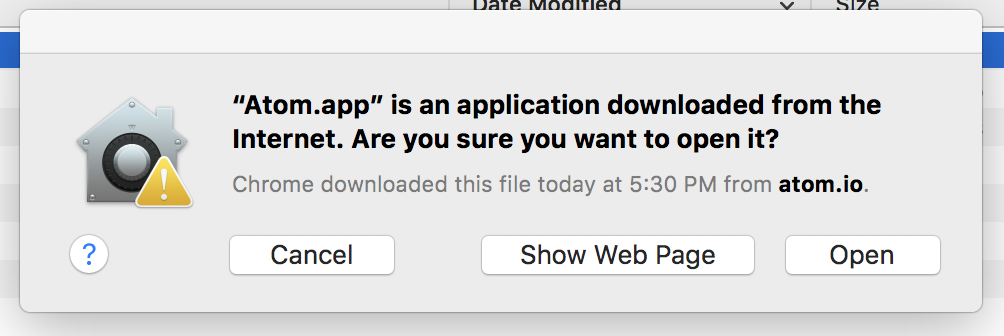 Date Modified
Size
“Atom.app” is an application downloaded from the
Internet. Are you sure you want to open it?
Chrome downloaded this file today at 5:30 PM from atom.io.
?
Cancel
Show Web Page
Open